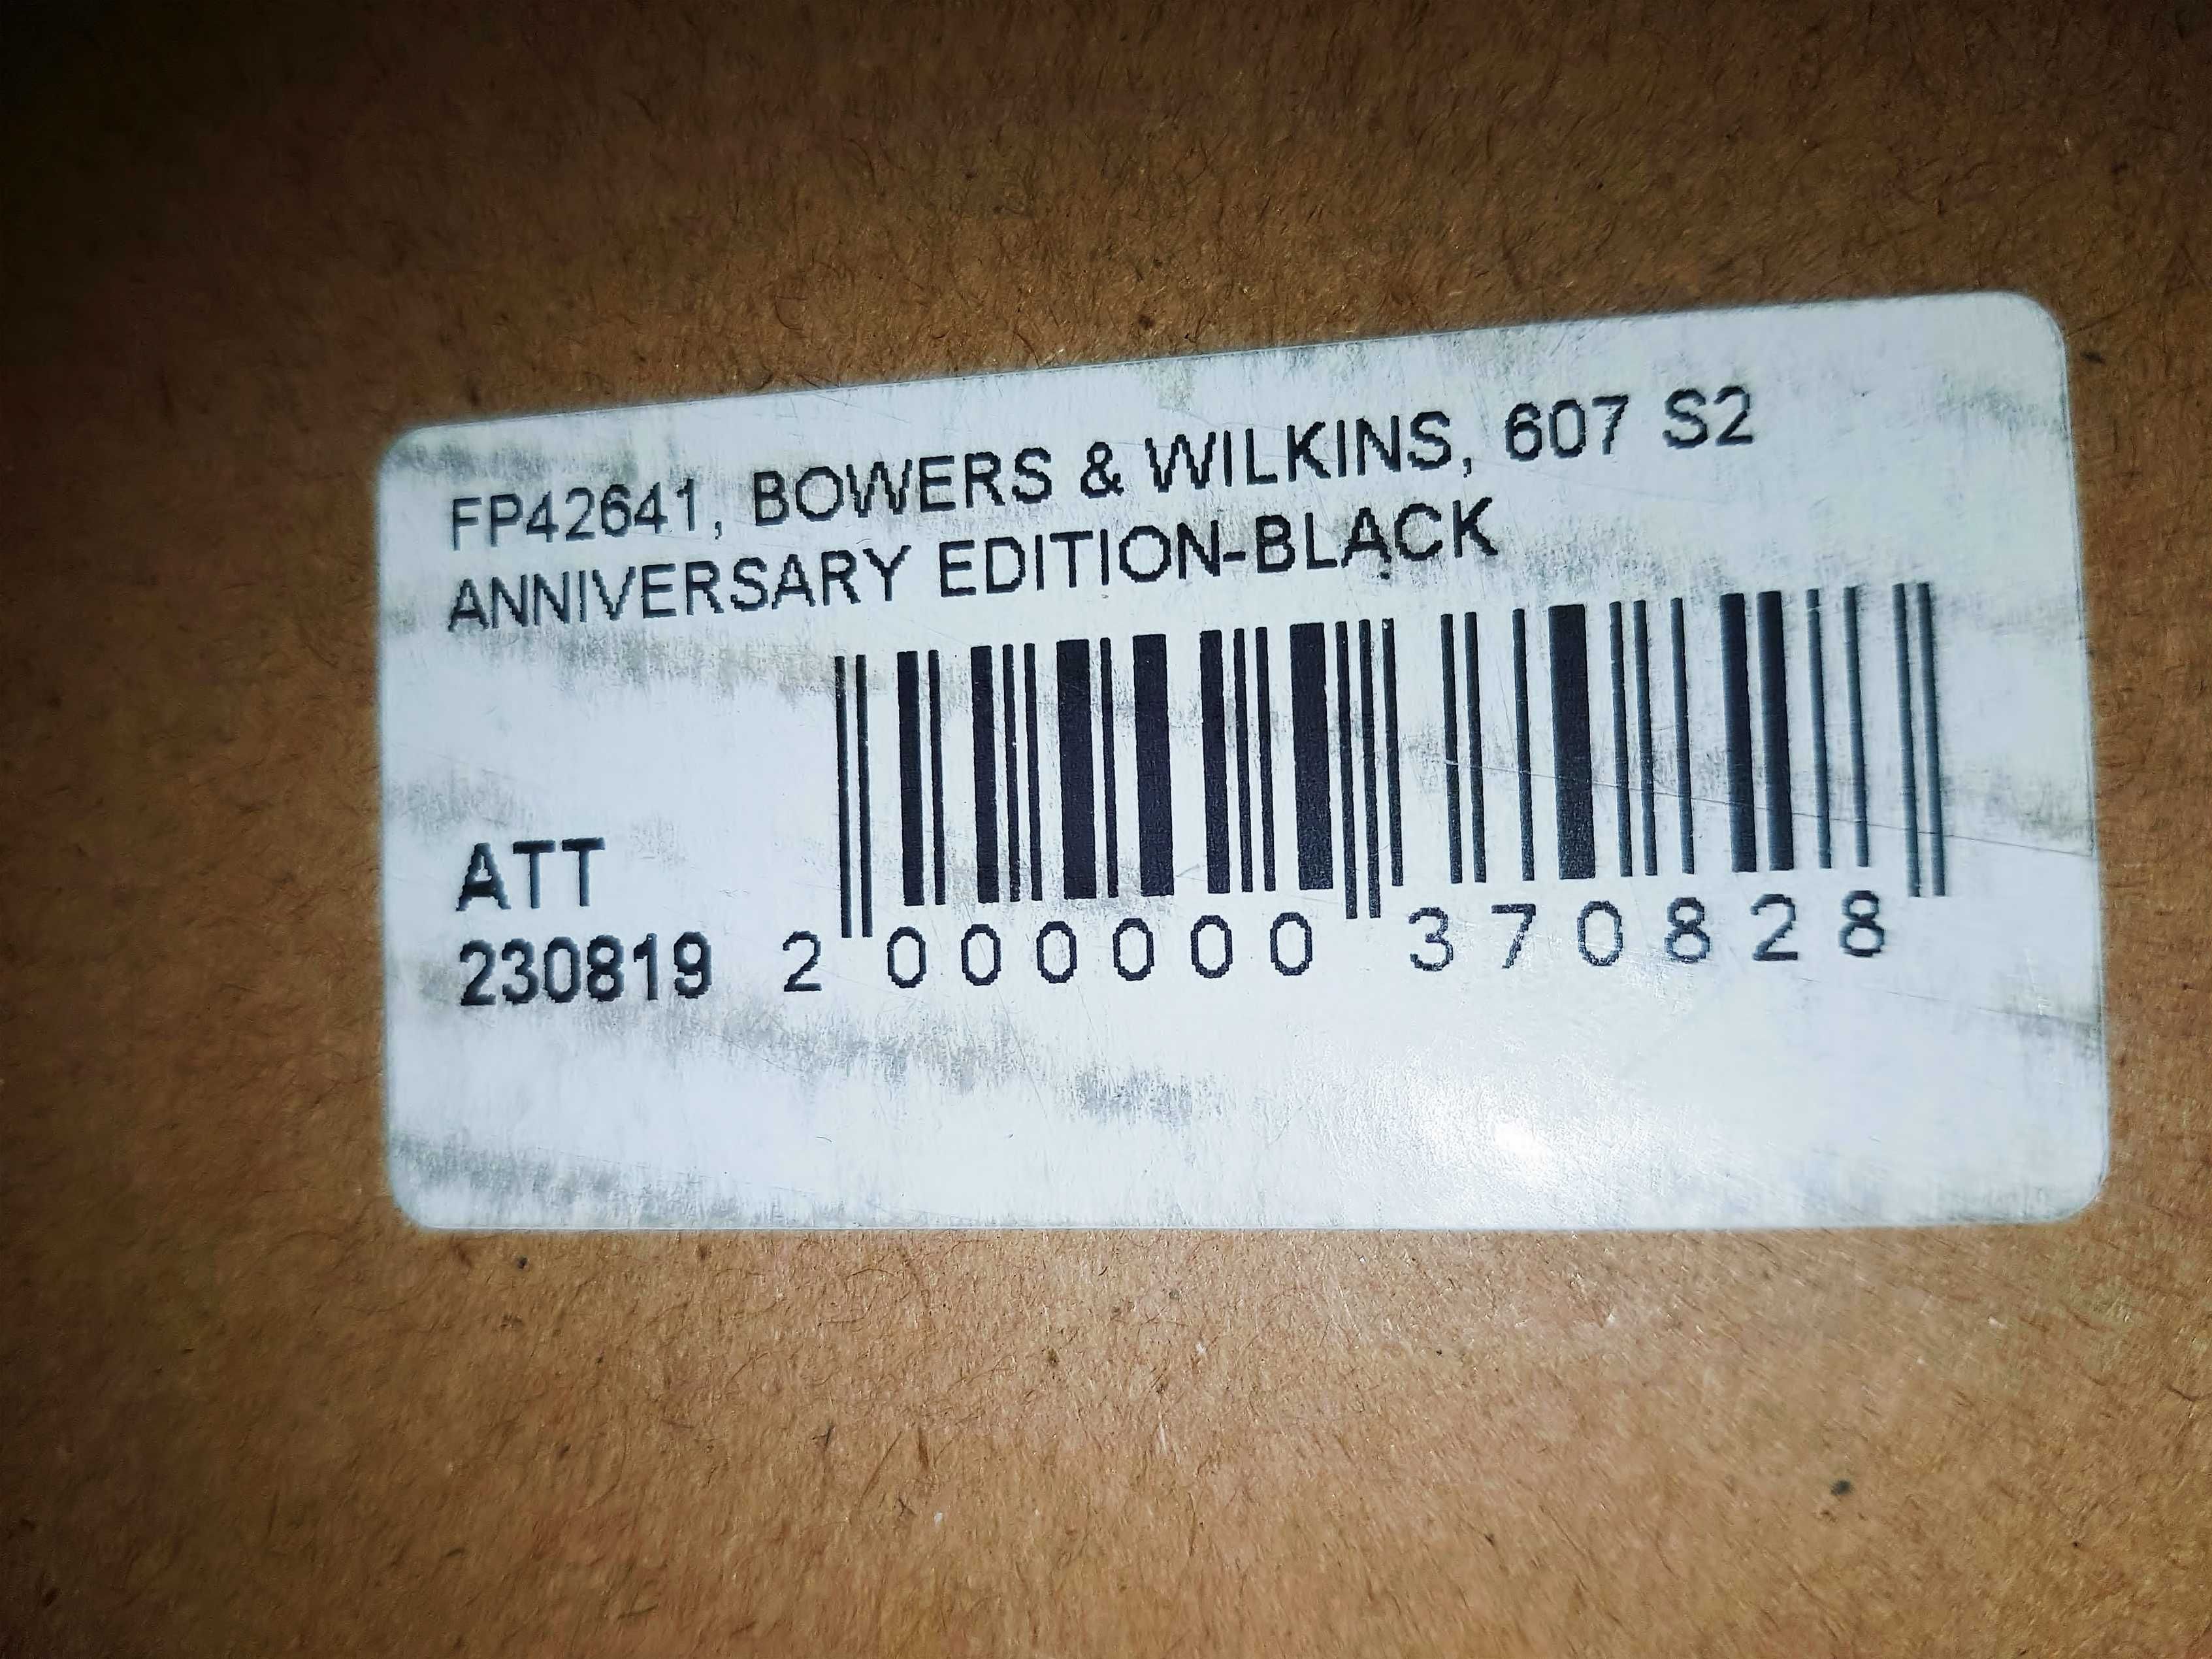 FP42641, BOWERS & WILKINS, 607 S2
ANNIVERSARY EDITION-BLACK
ATT
230819
2 000000 370828